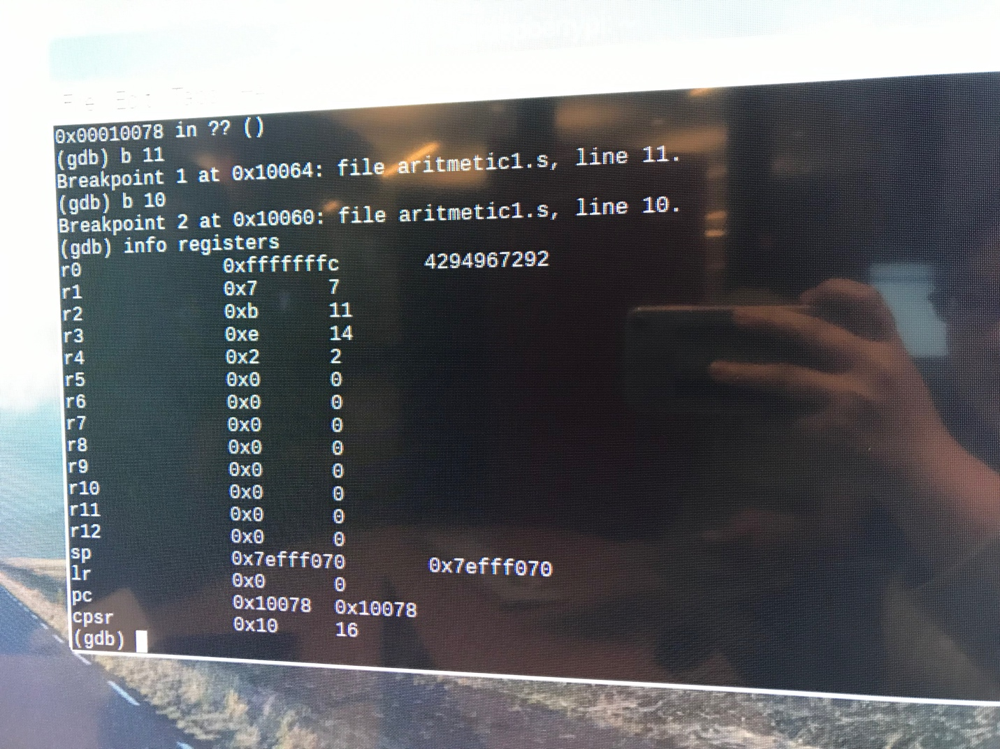 0x00010078 in ?? ()
(gdb) b 11
Breakpoint 1 at 0x10064: file aritmetic1.s, line 11.
(gdb) b 10
Breakpoint 2 at 0x10060: file aritmetic1.s, line 10.
(gdb) info registers
r0 0xfffffffc 4294967292
r1 0x7 7
r2 0xb 11
r3 0xe 14
r4 0x2 2
r5 0x0 0
r6 0x0 0
r7 0x0 0
r8 0x0 0
r9 0x0 0
r10 0x0 0
r11 0x0 0
r12 0x0 0
sp 0x7efff070 0x7efff070
lr 0x0 0
pc 0x10078 0x10078
cpsr 0x10 16
(gdb)